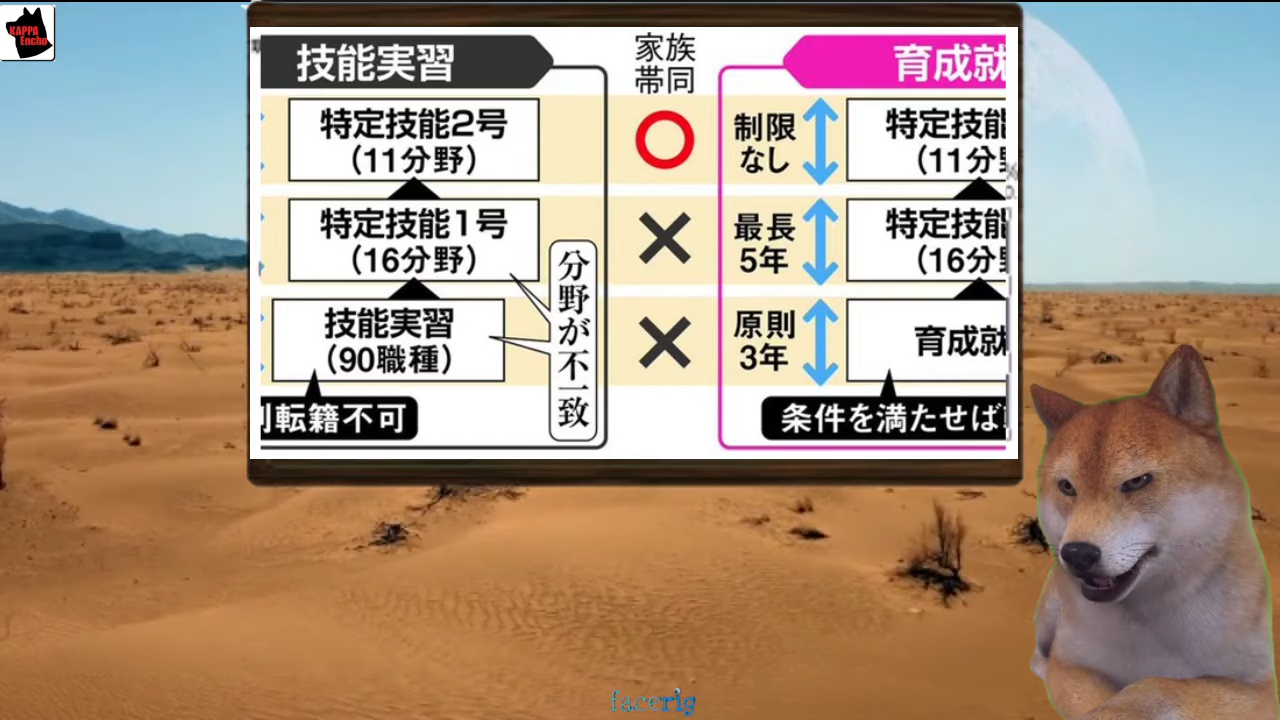 KAPPA
Encho
技能実習
家族
帯同
育成就
特定技能2号
(11分野)
制限
なし
特定技能
(11分野
特定技能1号
(16分野)
最長
5年
特定技能
(16分野
分野が不一致
技能実習
(90職種)
原則
3年
育成就
転籍不可
条件を満たせば
facerig